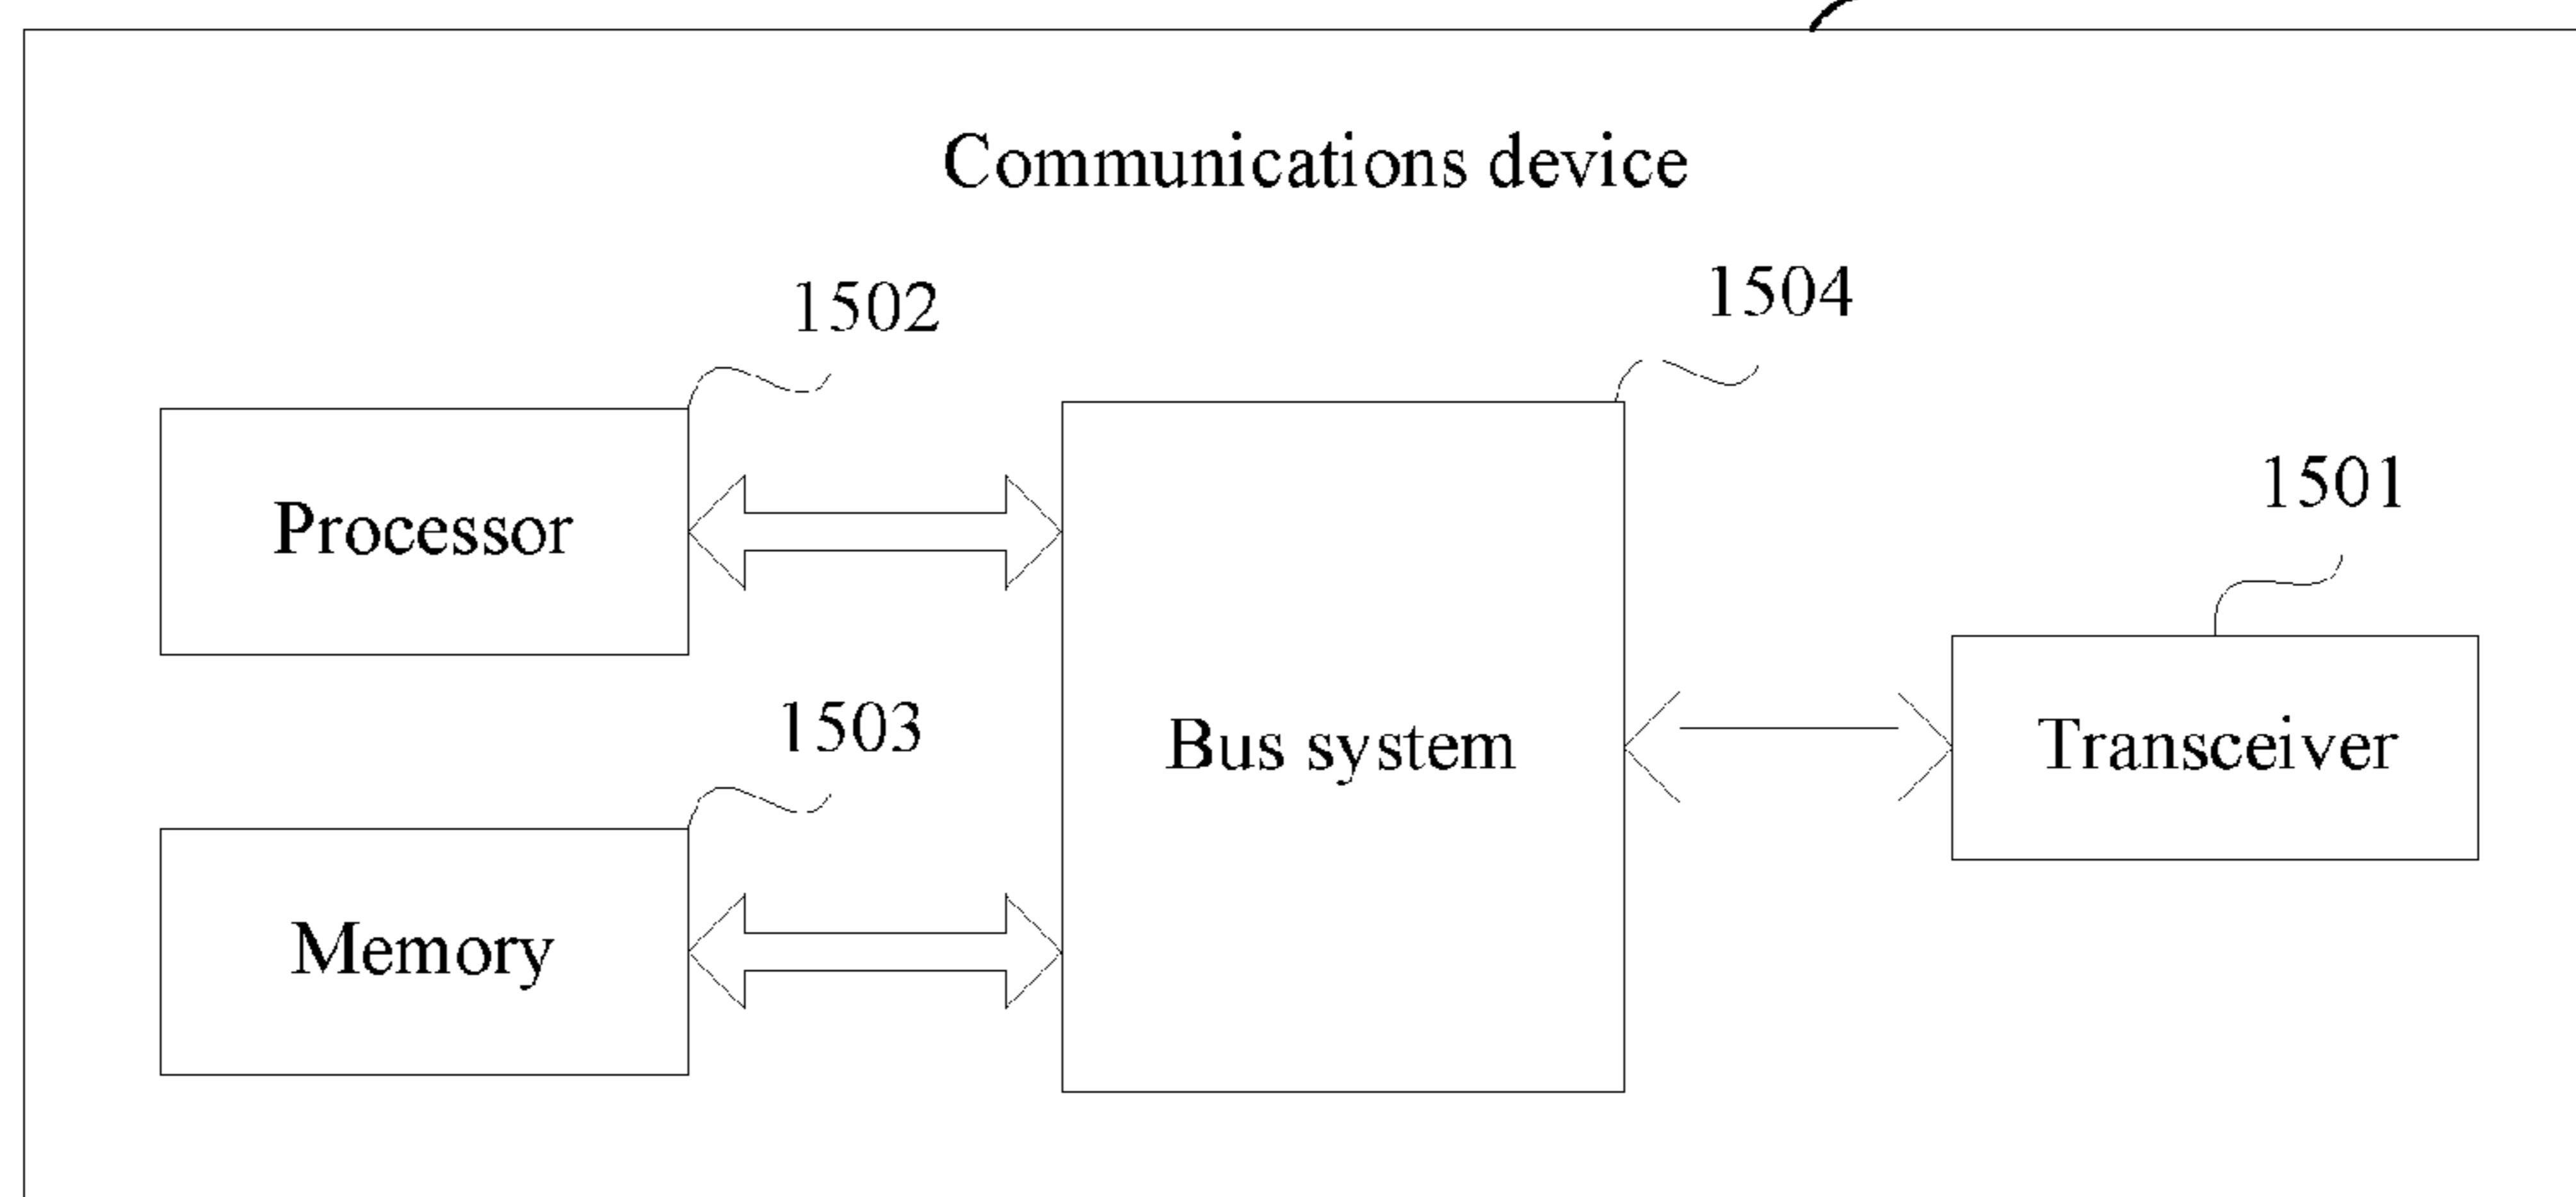 Communications device
1502
1504
Processor
1501
1503
Bus system
Transceiver
Memory